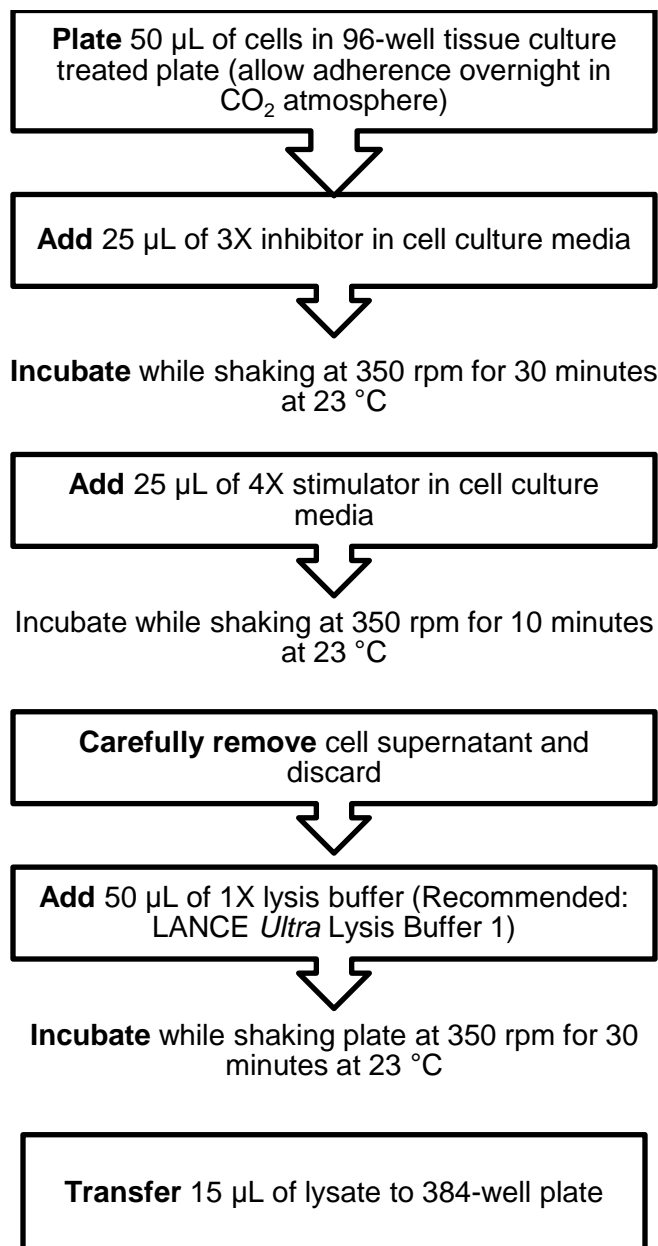 Plate 50 µL of cells in 96-well tissue culture
treated plate (allow adherence overnight in
CO₂ atmosphere)
Add 25 µL of 3X inhibitor in cell culture media
Incubate while shaking at 350 rpm for 30 minutes
at 23 °C
Add 25 µL of 4X stimulator in cell culture
media
Incubate while shaking at 350 rpm for 10 minutes
at 23 °C
Carefully remove cell supernatant and
discard
Add 50 µL of 1X lysis buffer (Recommended:
LANCE Ultra Lysis Buffer 1)
Incubate while shaking plate at 350 rpm for 30
minutes at 23 °C
Transfer 15 µL of lysate to 384-well plate